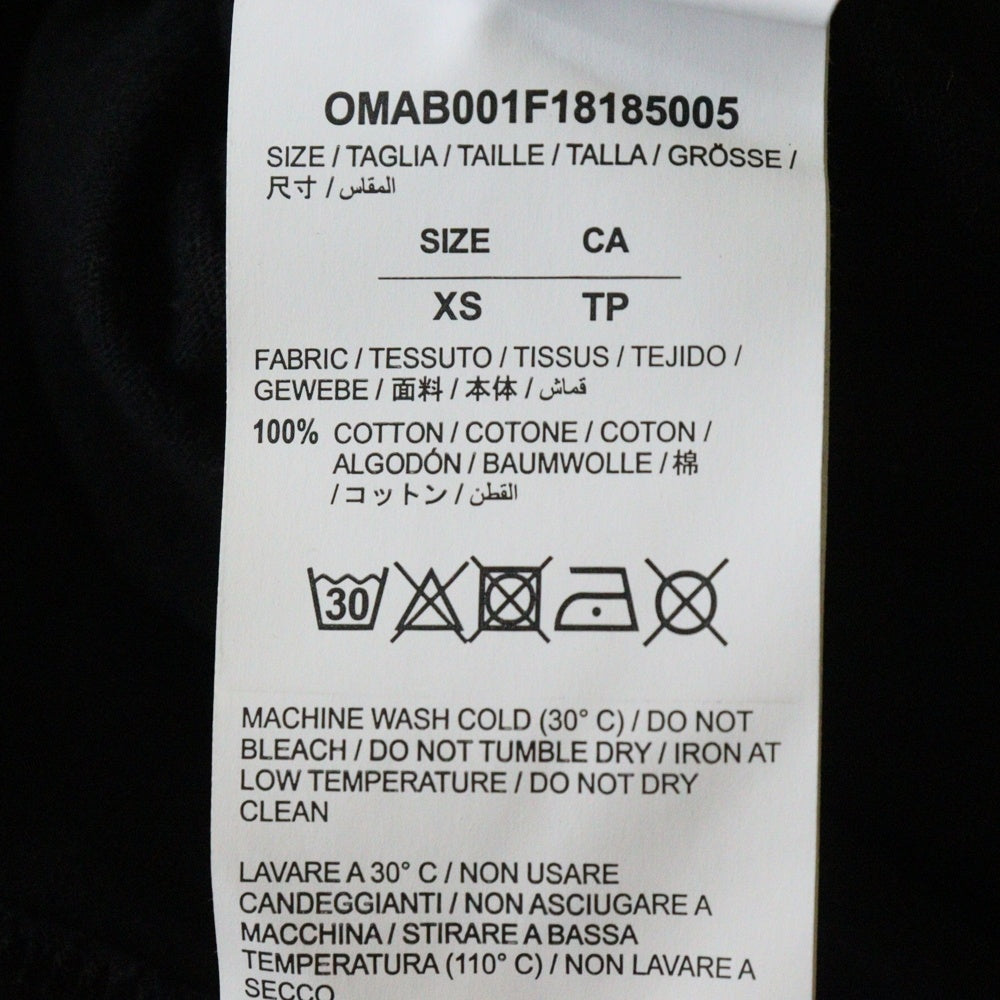 OMAB001F18185005
SIZE / TAGLIA / TAILLE / TALLA / GRÖSSE /
尺寸 / المقاس
SIZE CA
XS TP
FABRIC / TESSUTO / TISSUS / TEJIDO /
GEWEBE / 面料 / 本体 / قماش
100% COTTON / COTONE / COTON /
ALGODÓN / BAUMWOLLE / 棉
/ コットン / القطن
30
MACHINE WASH COLD (30° C) / DO NOT
BLEACH / DO NOT TUMBLE DRY / IRON AT
LOW TEMPERATURE / DO NOT DRY
CLEAN
LAVARE A 30° C / NON USARE
CANDEGGIANTI / NON ASCIUGARE A
MACCHINA / STIRARE A BASSA
TEMPERATURA (110° C) / NON LAVARE A
SECCO